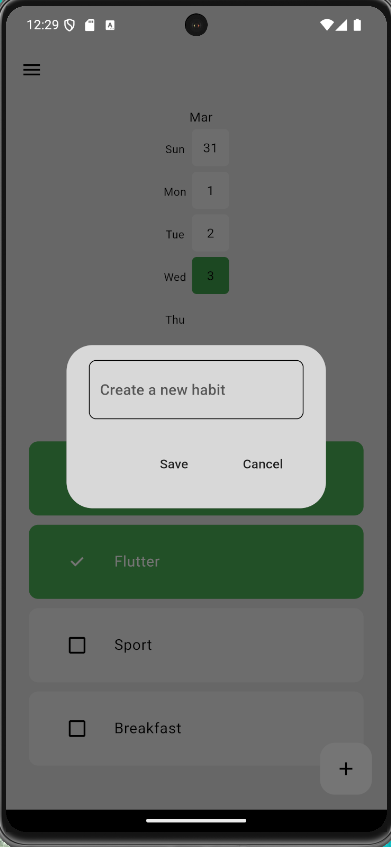 12:29
Mar
Sun 31
Mon 1
Tue 2
Wed 3
Thu
Create a new habit
Save Cancel
Flutter
Sport
Breakfast
+